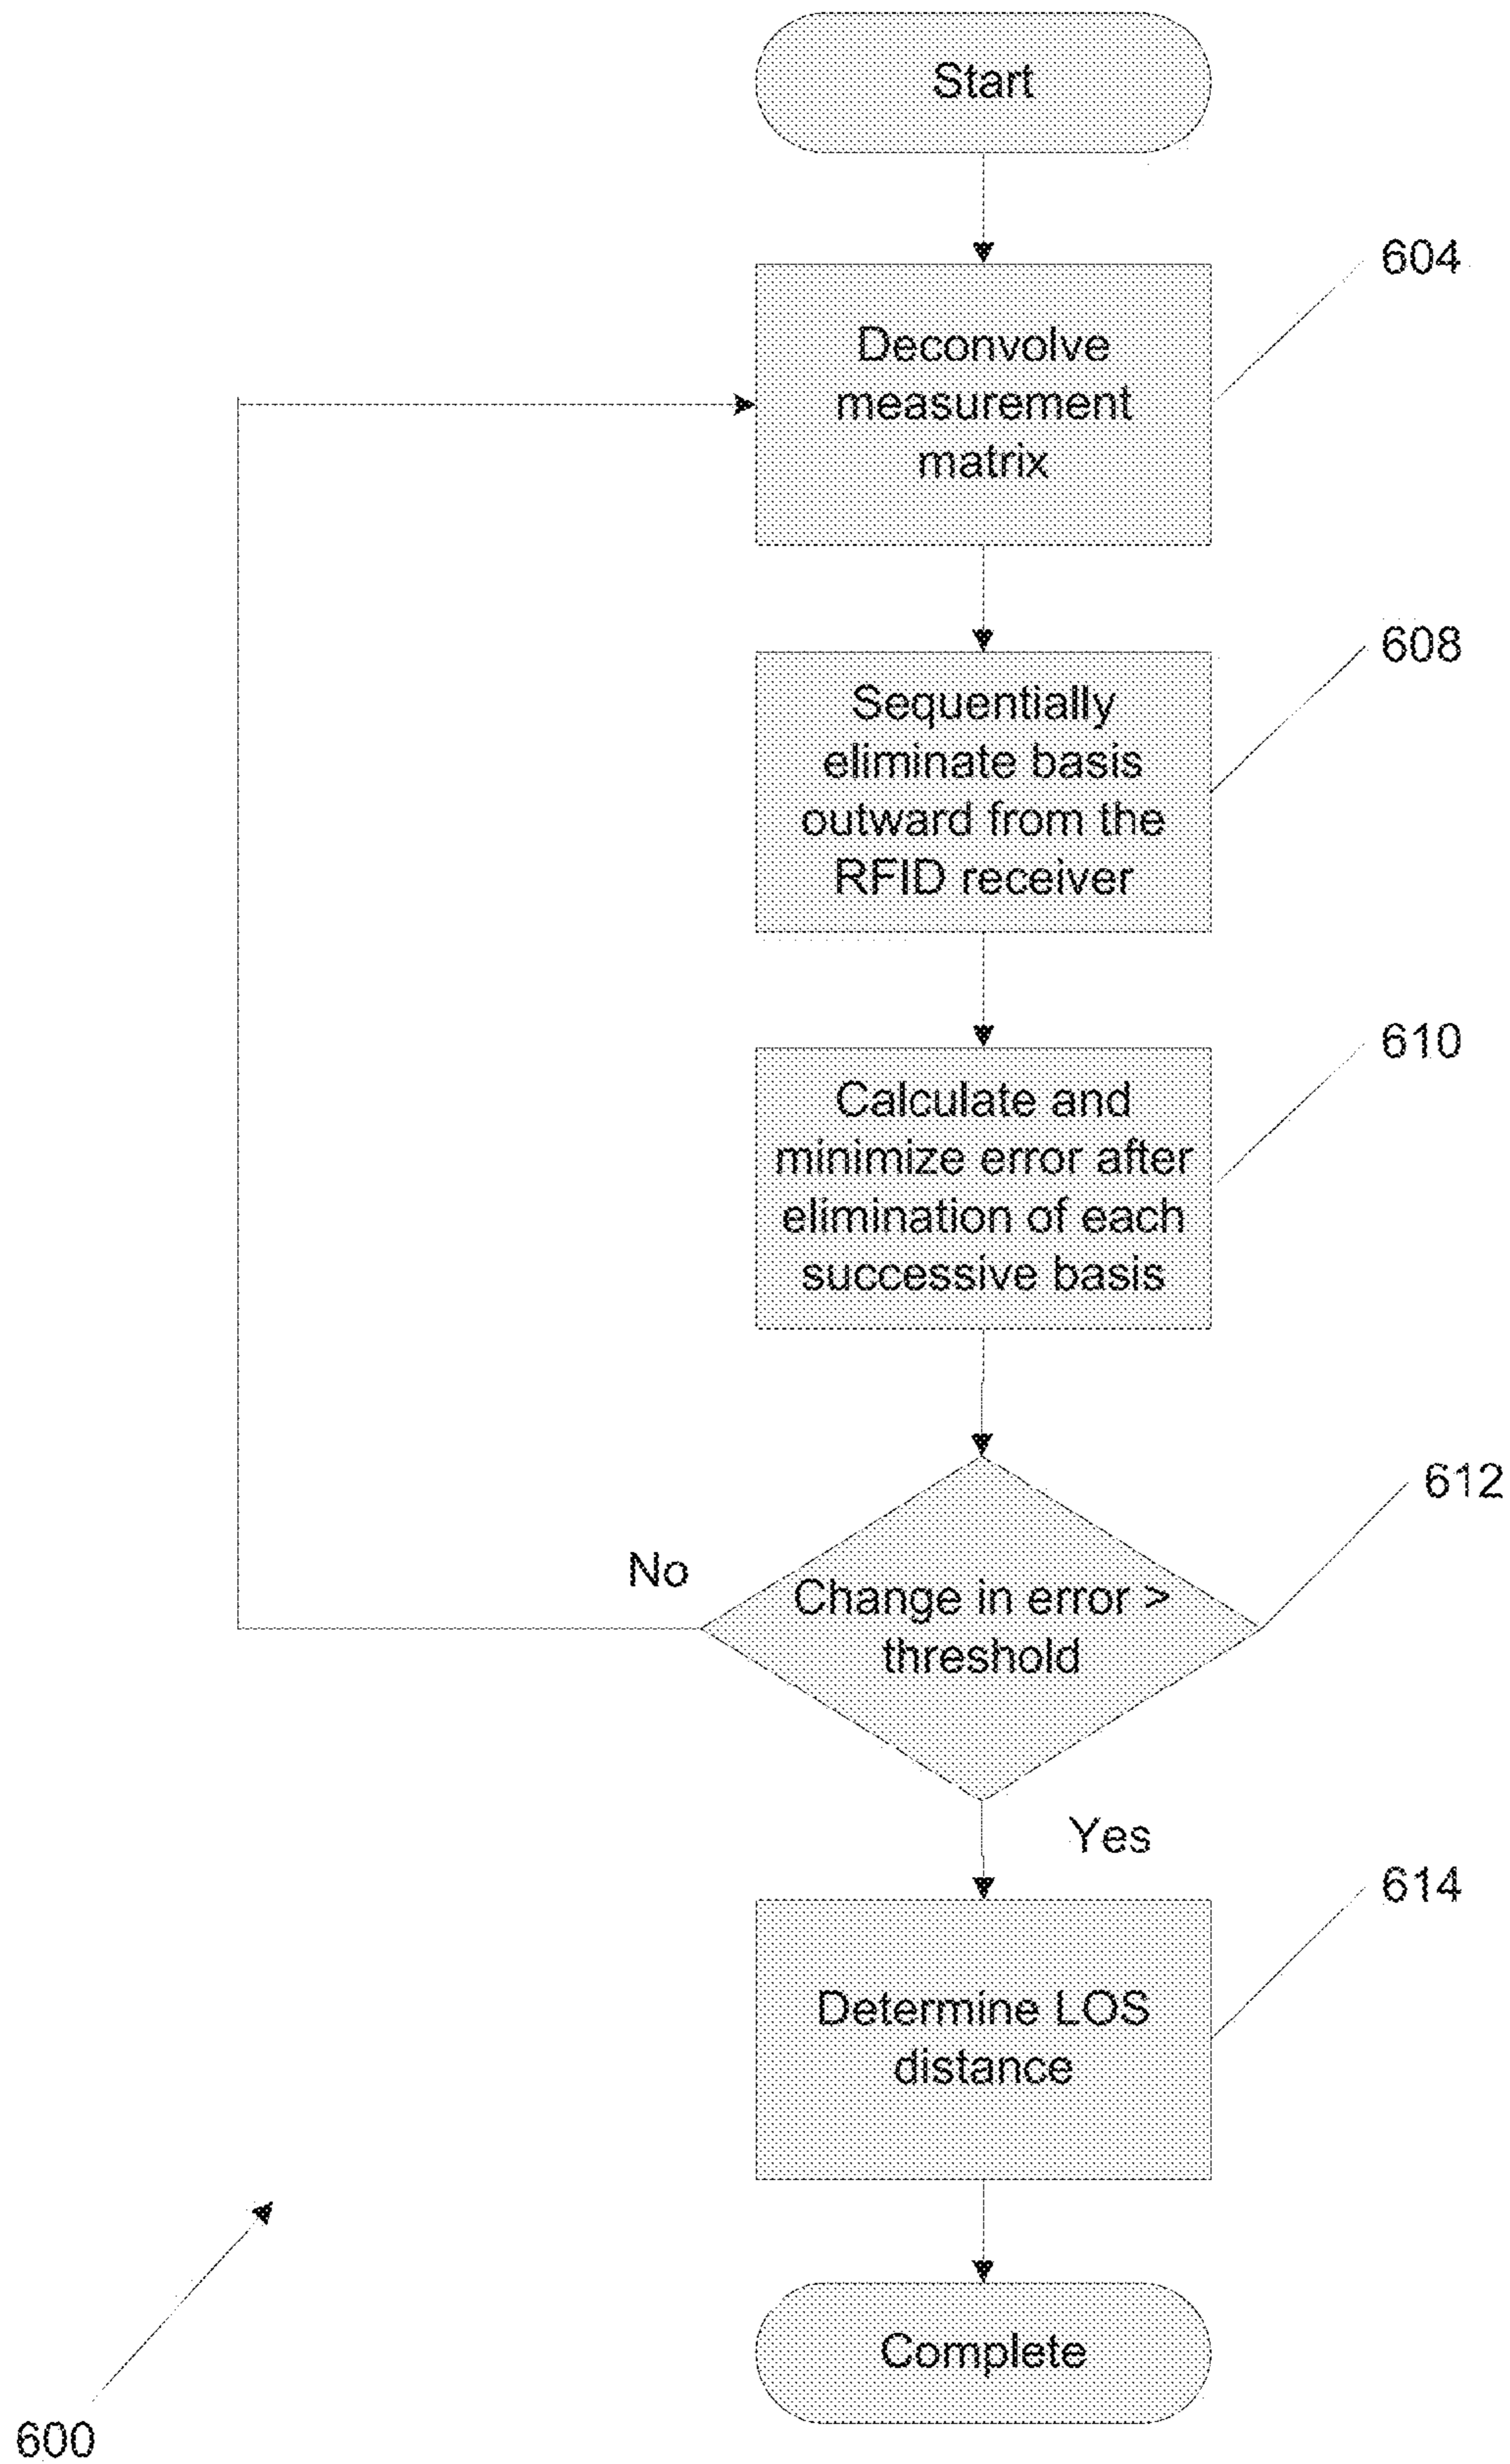 Start
604
Deconvolve
measurement
matrix
608
Sequentially
eliminate basis
outward from the
RFID receiver
610
Calculate and
minimize error after
elimination of each
successive basis
612
No
Change in error >
threshold
Yes
614
Determine LOS
distance
Complete
600